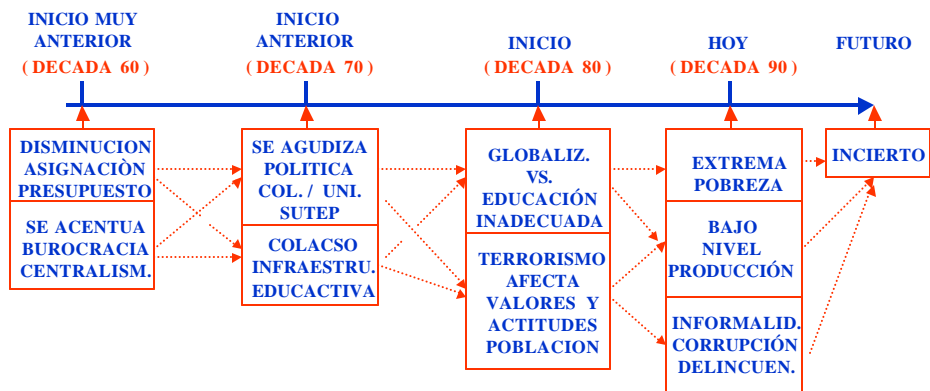 INICIO MUY
ANTERIOR
( DECADA 60 )
INICIO
ANTERIOR
( DECADA 70 )
INICIO
( DECADA 80 )
HOY
( DECADA 90 )
FUTURO
DISMINUCION
ASIGNACIÒN
PRESUPUESTO
SE ACENTUA
BUROCRACIA
CENTRALISM.
SE AGUDIZA
POLITICA
COL. / UNI.
SUTEP
COLACSO
INFRAESTRU.
EDUCACTIVA
GLOBALIZ.
VS.
EDUCACIÓN
INADECUADA
TERRORISMO
AFECTA
VALORES Y
ACTITUDES
POBLACION
EXTREMA
POBREZA
BAJO
NIVEL
PRODUCCIÓN
INFORMALID.
CORRUPCIÓN
DELINCUEN.
INCIERTO